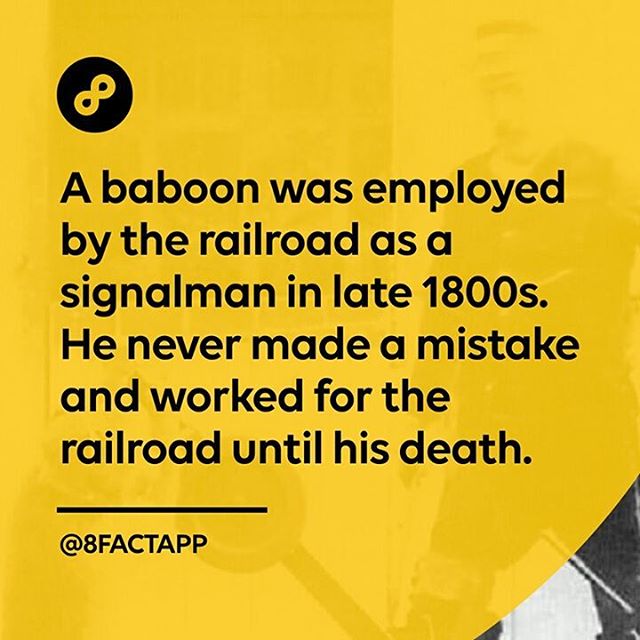 A baboon was employed
by the railroad as a
signalman in late 1800s.
He never made a mistake
and worked for the
railroad until his death.
@8FACTAPP